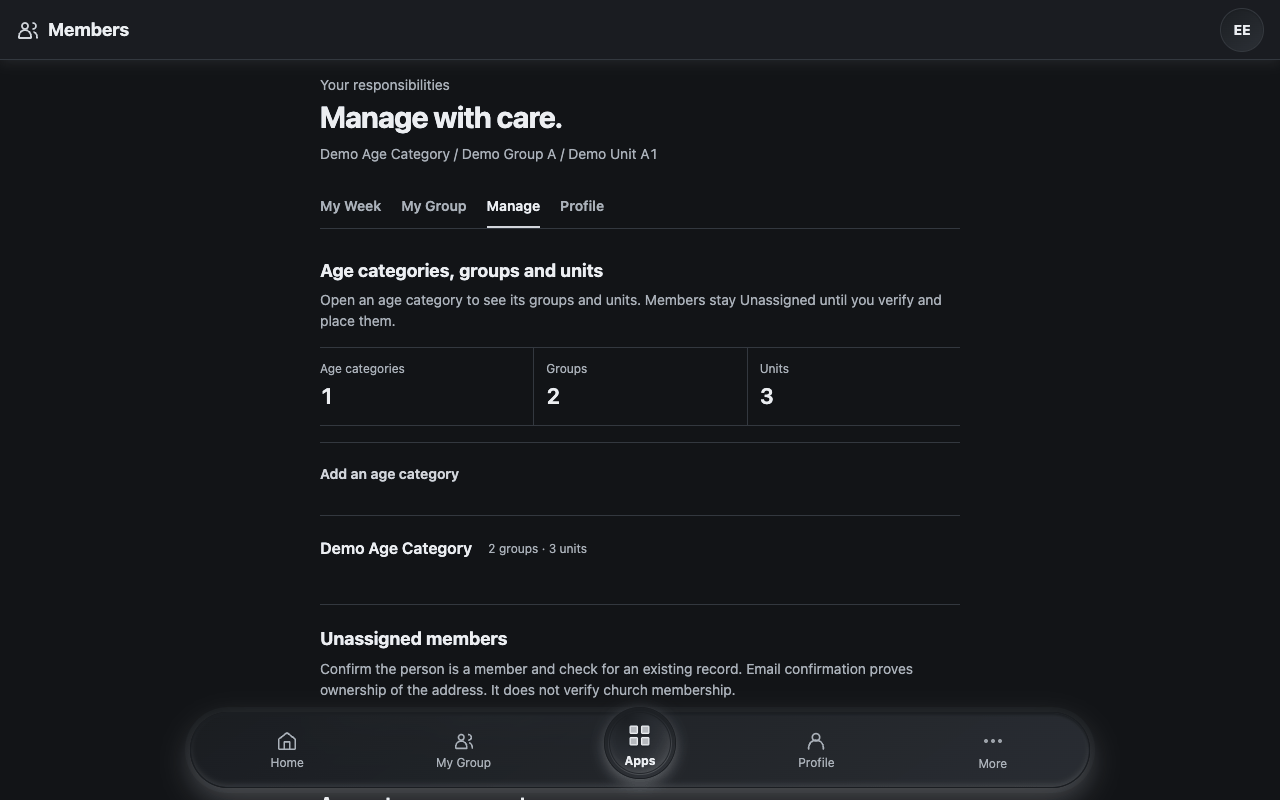 Members
EE
Your responsibilities
Manage with care.
Demo Age Category / Demo Group A / Demo Unit A1
My Week My Group Manage Profile
Age categories, groups and units
Open an age category to see its groups and units. Members stay Unassigned until you verify and
place them.
Age categories Groups Units
1 2 3
Add an age category
Demo Age Category 2 groups · 3 units
Unassigned members
Confirm the person is a member and check for an existing record. Email confirmation proves
ownership of the address. It does not verify church membership.
Home My Group Apps Profile More